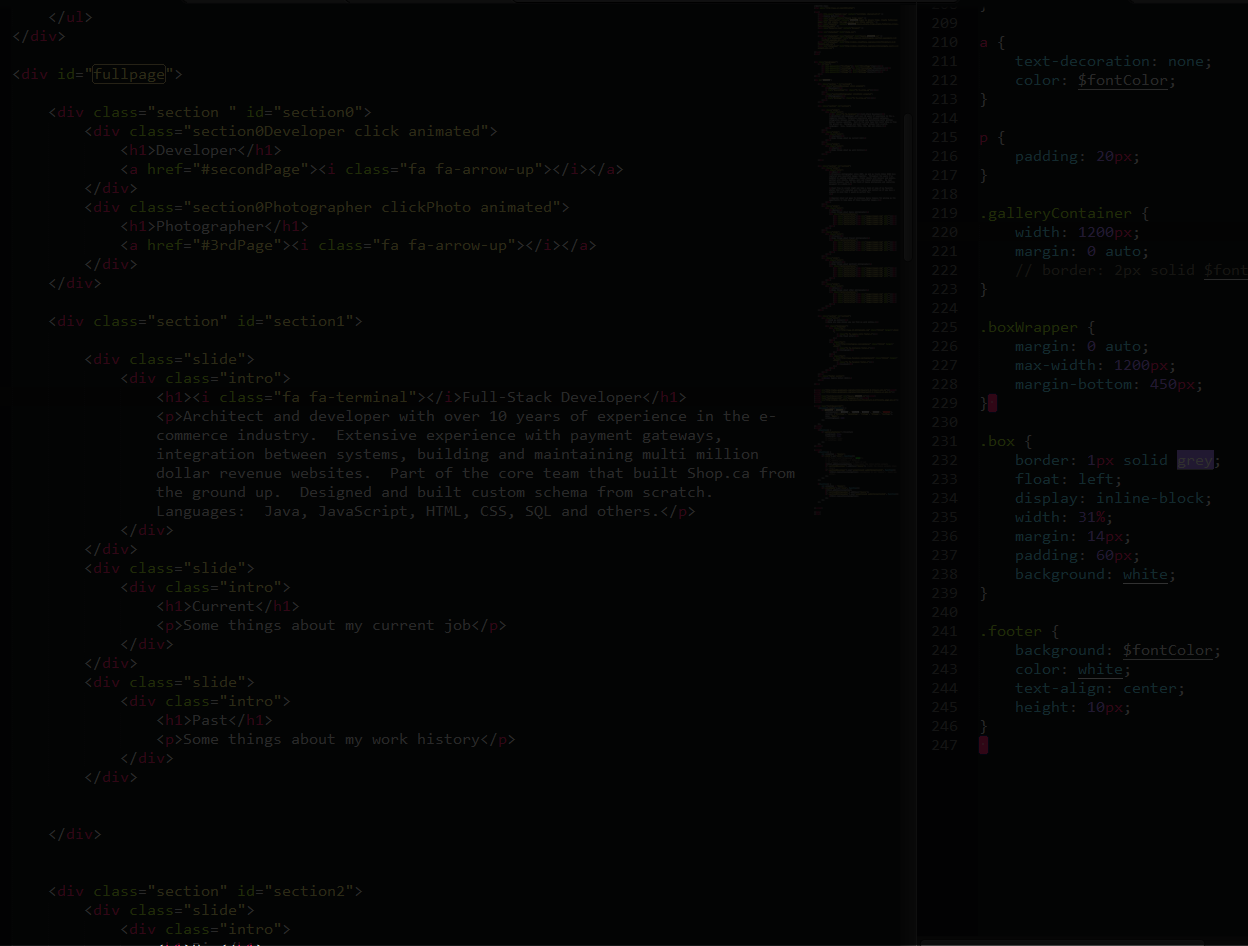 </ul>
</div>
<div id="fullpage">
<div class="section " id="section0">
<div class="section0Developer click animated">
<h1>Developer</h1>
<a href="#secondPage"><i class="fa fa-arrow-up"></i></a>
</div>
<div class="section0Photographer clickPhoto animated">
<h1>Photographer</h1>
<a href="#3rdPage"><i class="fa fa-arrow-up"></i></a>
</div>
</div>
<div class="section" id="section1">
<div class="slide">
<div class="intro">
<h1><i class="fa fa-terminal"></i>Full-Stack Developer</h1>
<p>Architect and developer with over 10 years of experience in the e-
commerce industry.  Extensive experience with payment gateways,
integration between systems, building and maintaining multi million
dollar revenue websites.  Part of the core team that built Shop.ca from
the ground up.  Designed and built custom schema from scratch.
Languages:  Java, JavaScript, HTML, CSS, SQL and others.</p>
</div>
</div>
<div class="slide">
<div class="intro">
<h1>Current</h1>
<p>Some things about my current job</p>
</div>
</div>
<div class="slide">
<div class="intro">
<h1>Past</h1>
<p>Some things about my work history</p>
</div>
</div>
</div>
<div class="section" id="section2">
<div class="slide">
<div class="intro">
209
210 a {
211 text-decoration: none;
212 color: $fontColor;
213 }
214
215 p {
216 padding: 20px;
217 }
218
219 .galleryContainer {
220 width: 1200px;
221 margin: 0 auto;
222 // border: 2px solid $font
223 }
224
225 .boxWrapper {
226 margin: 0 auto;
227 max-width: 1200px;
228 margin-bottom: 450px;
229 }
230
231 .box {
232 border: 1px solid grey;
233 float: left;
234 display: inline-block;
235 width: 31%;
236 margin: 14px;
237 padding: 60px;
238 background: white;
239 }
240
241 .footer {
242 background: $fontColor;
243 color: white;
244 text-align: center;
245 height: 10px;
246 }
247